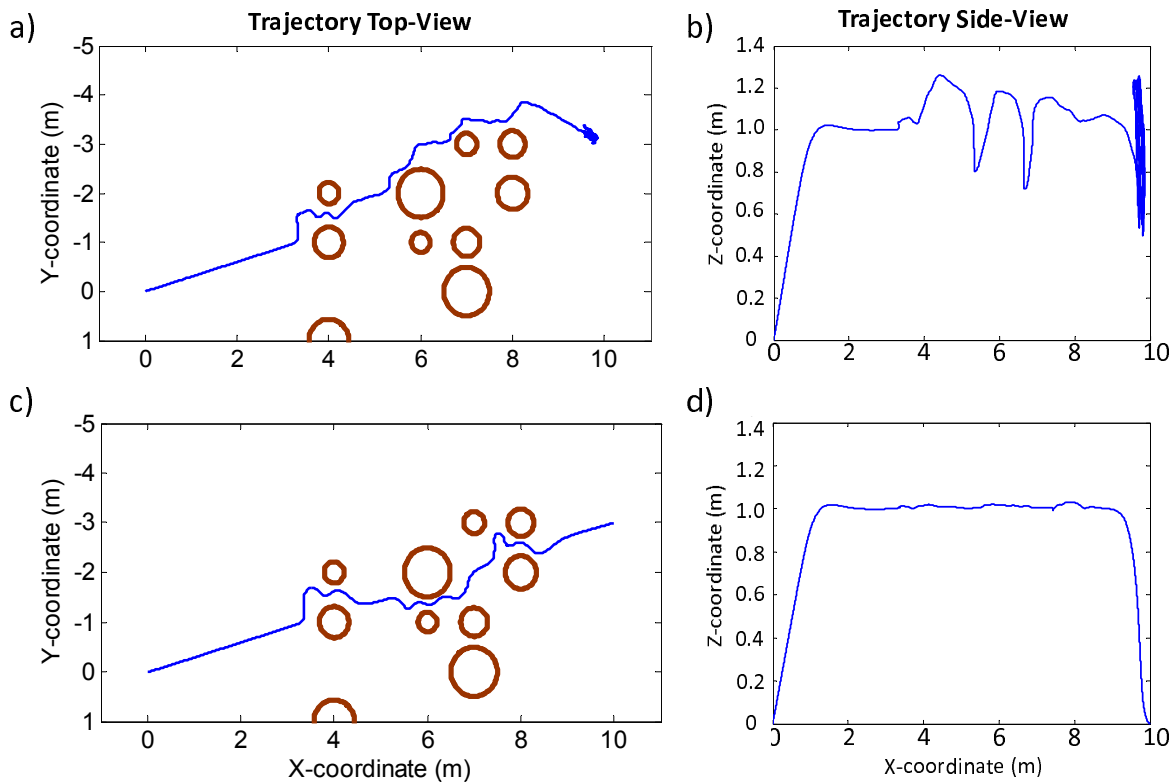 a)
Trajectory Top-View
-5
-4
-3
-2
-1
0
1
Y-coordinate (m)
0 2 4 6 8 10
b)
Trajectory Side-View
1.4
1.2
1.0
0.8
0.6
0.4
0.2
0
Z-coordinate (m)
0 2 4 6 8 10
c)
-5
-4
-3
-2
-1
0
1
Y-coordinate (m)
0 2 4 6 8 10
X-coordinate (m)
d)
1.4
1.2
1.0
0.8
0.6
0.4
0.2
0
Z-coordinate (m)
0 2 4 6 8 10
X-coordinate (m)